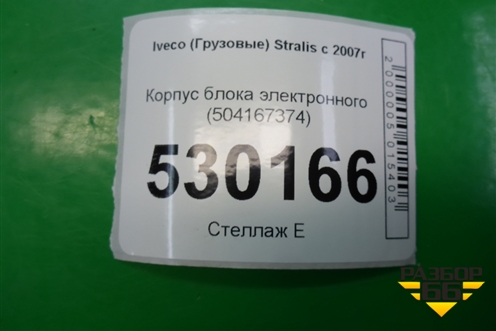 Iveco (Грузовые) Stralis с 2007г
Корпус блока электронного
(504167374)
530166
Стеллаж Е
2000005015403
РАЗБОР
66